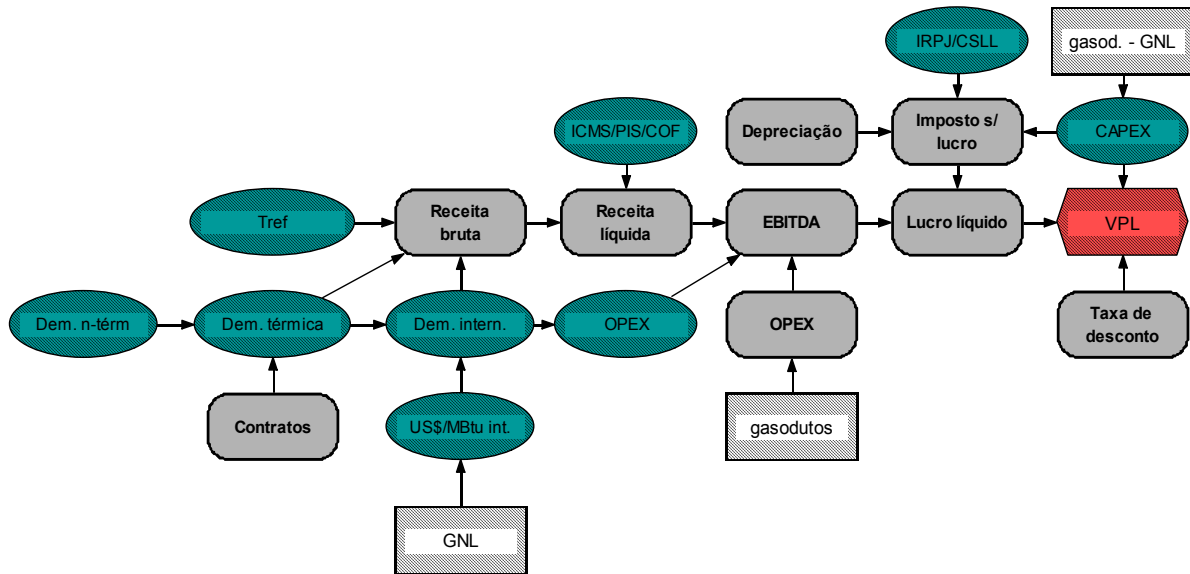 IRPJ/CSLL
gasod. - GNL
ICMS/PIS/COF
Depreciação
Imposto s/
lucro
CAPEX
Tref
Receita
bruta
Receita
líquida
EBITDA
Lucro líquido
VPL
Dem. n-térm
Dem. térmica
Dem. intern.
OPEX
OPEX
Taxa de
desconto
Contratos
US$/MBtu int.
gasodutos
GNL